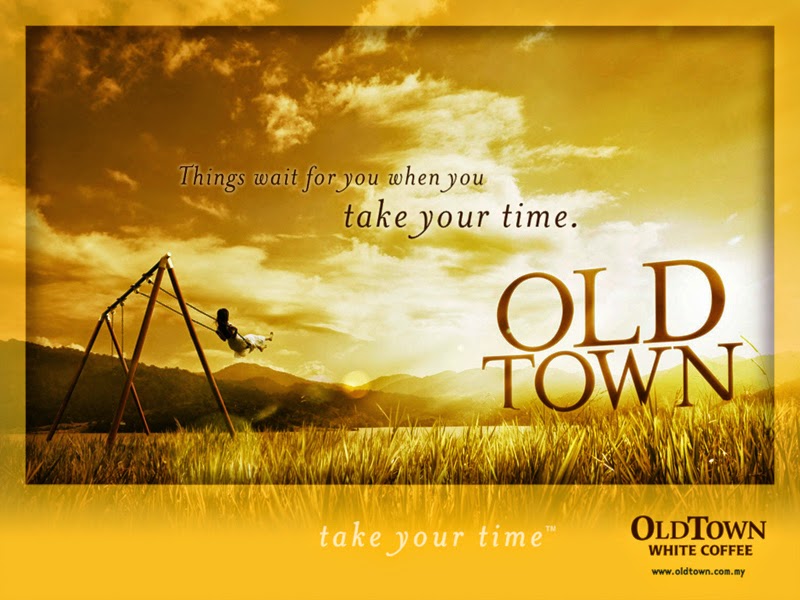 Things wait for you when you
take your time.
OLD
TOWN
take your time™
OLDTOWN
WHITE COFFEE
www.oldtown.com.my